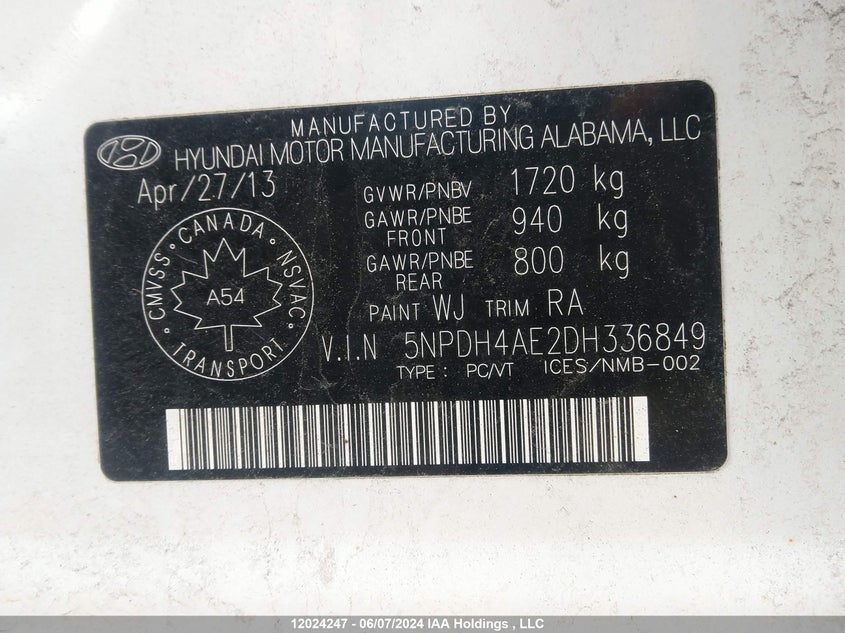 MANUFACTURED BY
HYUNDAI MOTOR MANUFACTURING ALABAMA, LLC
Apr/27/13
GVWR/PNBV 1720 kg
GAWR/PNBE FRONT 940 kg
GAWR/PNBE REAR 800 kg
PAINT WJ TRIM RA
CMVSS • CANADA • NSVAC • TRANSPORT •
A54
V.I.N 5NPDH4AE2DH336849
TYPE : PC/VT ICES/NMB-002
12024247 - 06/07/2024 IAA Holdings , LLC